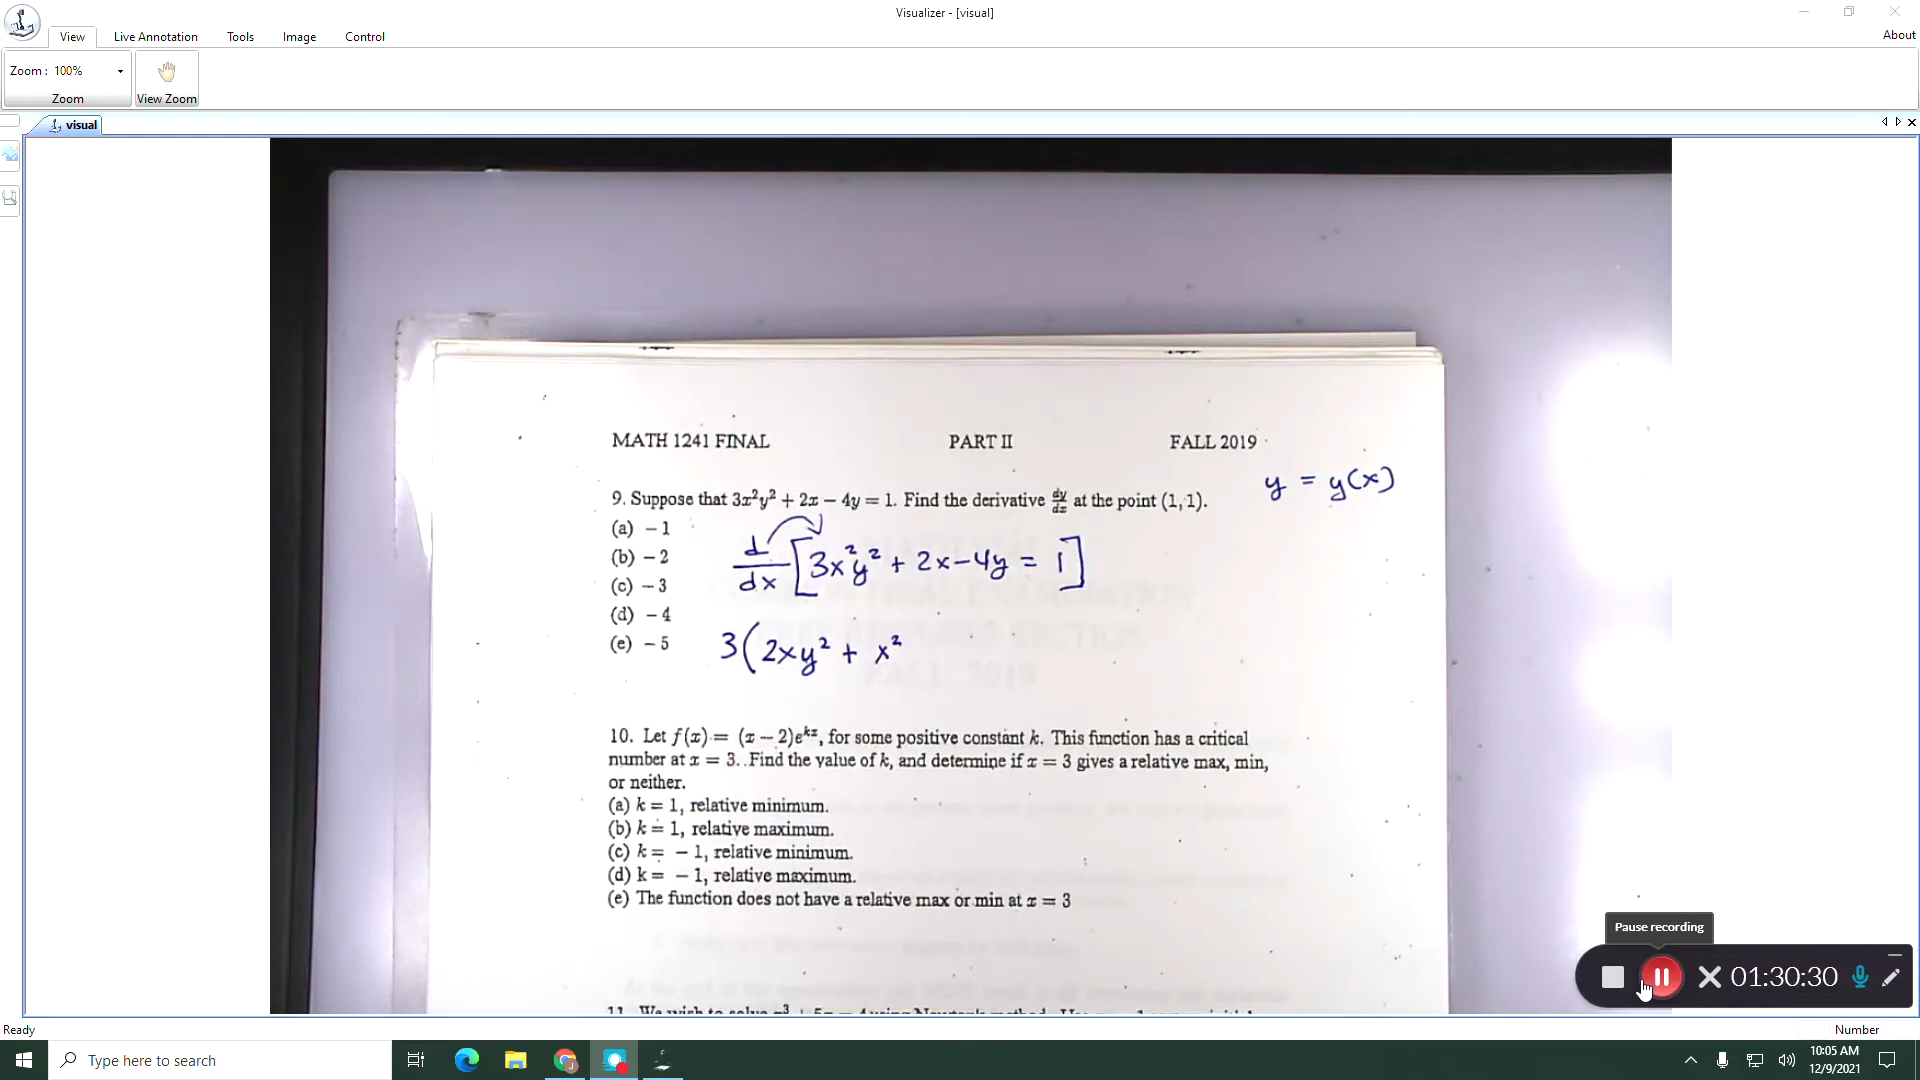 Visualizer - [visual]
View Live Annotation Tools Image Control About
Zoom : 100%
Zoom View Zoom
visual
MATH 1241 FINAL PART II FALL 2019
y = y(x)
9. Suppose that 3x²y² + 2x − 4y = 1. Find the derivative dy/dx at the point (1, 1).
(a) − 1
(b) − 2
(c) − 3
(d) − 4
(e) − 5
d/dx [3x²y² + 2x − 4y = 1]
3(2xy² + x²
10. Let f(x) = (x − 2)e^{kx}, for some positive constant k. This function has a critical
number at x = 3. Find the value of k, and determine if x = 3 gives a relative max, min,
or neither.
(a) k = 1, relative minimum.
(b) k = 1, relative maximum.
(c) k = − 1, relative minimum.
(d) k = − 1, relative maximum.
(e) The function does not have a relative max or min at x = 3
Pause recording
01:30:30
Ready Number
Type here to search
10:05 AM
12/9/2021